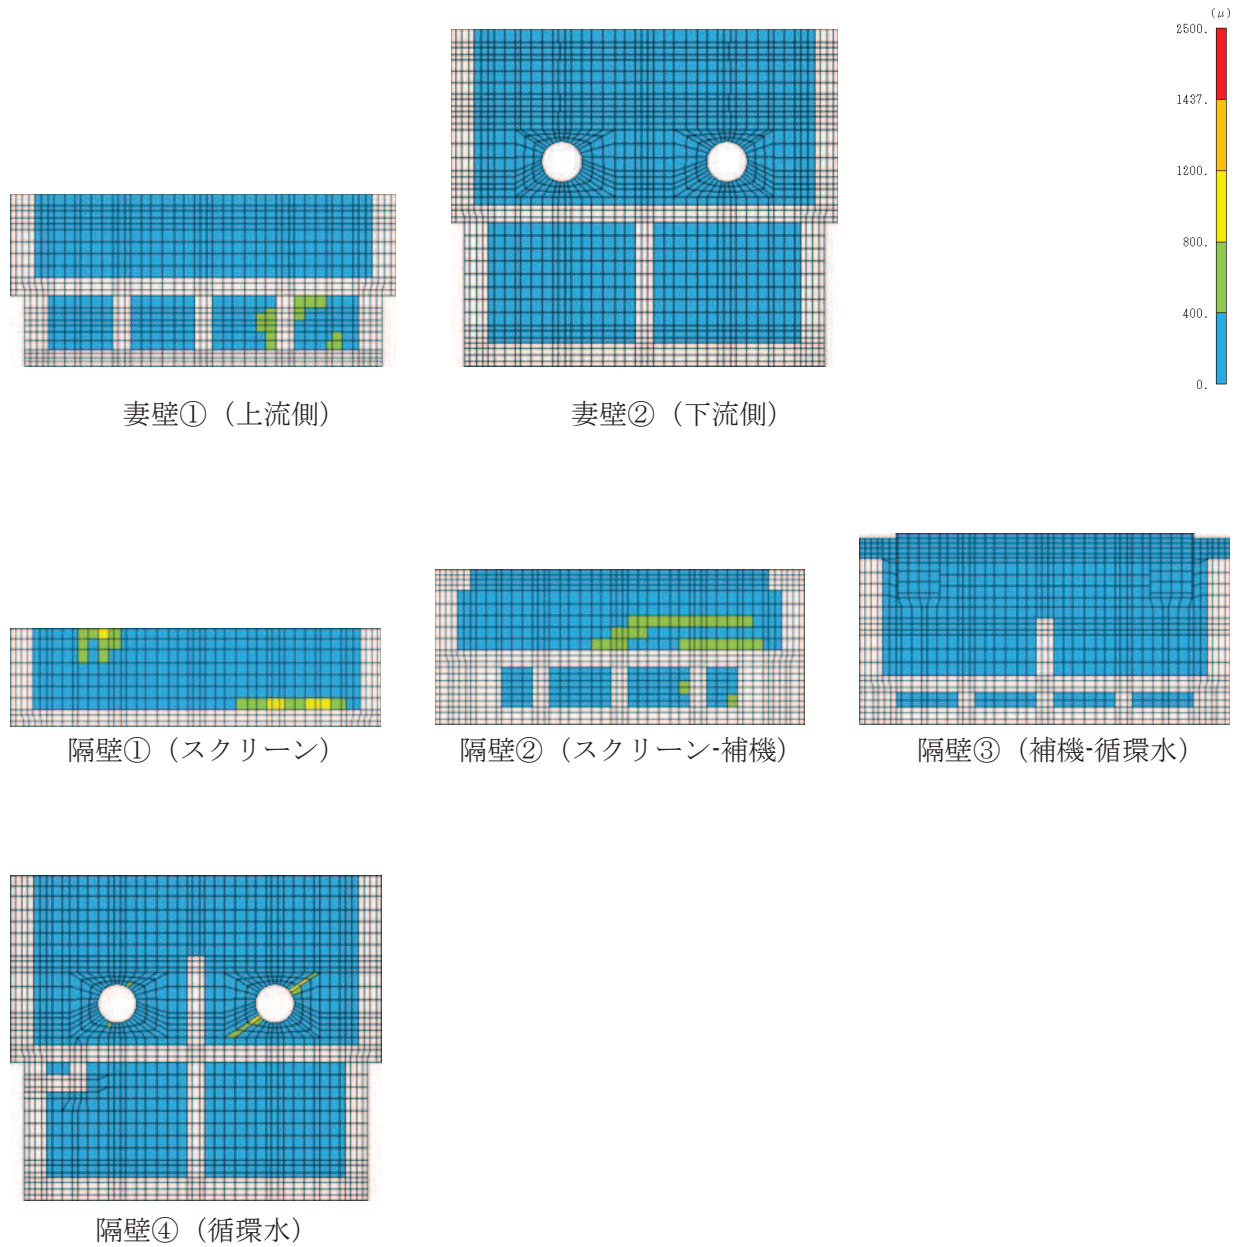 (μ)
2500.
1437.
1200.
800.
400.
0.
妻壁①（上流側）
妻壁②（下流側）
隔壁①（スクリーン）
隔壁②（スクリーン-補機）
隔壁③（補機-循環水）
隔壁④（循環水）